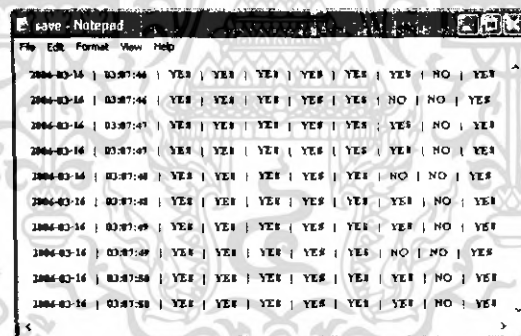 save - Notepad
File Edit Format View Help
2006-03-16 | 03:07:46 | YES | YES | YES | YES | YES | YES | NO | YES
2006-03-16 | 03:07:46 | YES | YES | YES | YES | YES | NO | NO | YES
2006-03-16 | 03:07:47 | YES | YES | YES | YES | YES | YES | NO | YES
2006-03-16 | 03:07:47 | YES | YES | YES | YES | YES | YES | NO | YES
2006-03-16 | 03:07:48 | YES | YES | YES | YES | YES | NO | NO | YES
2006-03-16 | 03:07:48 | YES | YES | YES | YES | YES | YES | NO | YES
2006-03-16 | 03:07:49 | YES | YES | YES | YES | YES | YES | NO | YES
2006-03-16 | 03:07:49 | YES | YES | YES | YES | YES | NO | NO | YES
2006-03-16 | 03:07:50 | YES | YES | YES | YES | YES | YES | NO | YES
2006-03-16 | 03:07:50 | YES | YES | YES | YES | YES | YES | NO | YES